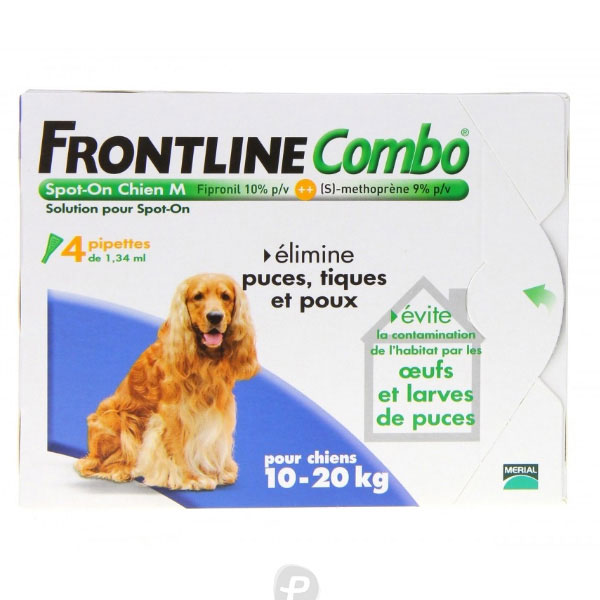 FRONTLINE Combo®
Spot-On Chien M Fipronil 10% p/v ++ (S)-methoprène 9% p/v
Solution pour Spot-On
4 pipettes
de 1,34 ml
élimine
puces, tiques
et poux
évite
la contamination
de l'habitat par les
œufs
et larves
de puces
pour chiens
10-20 kg
MERIAL